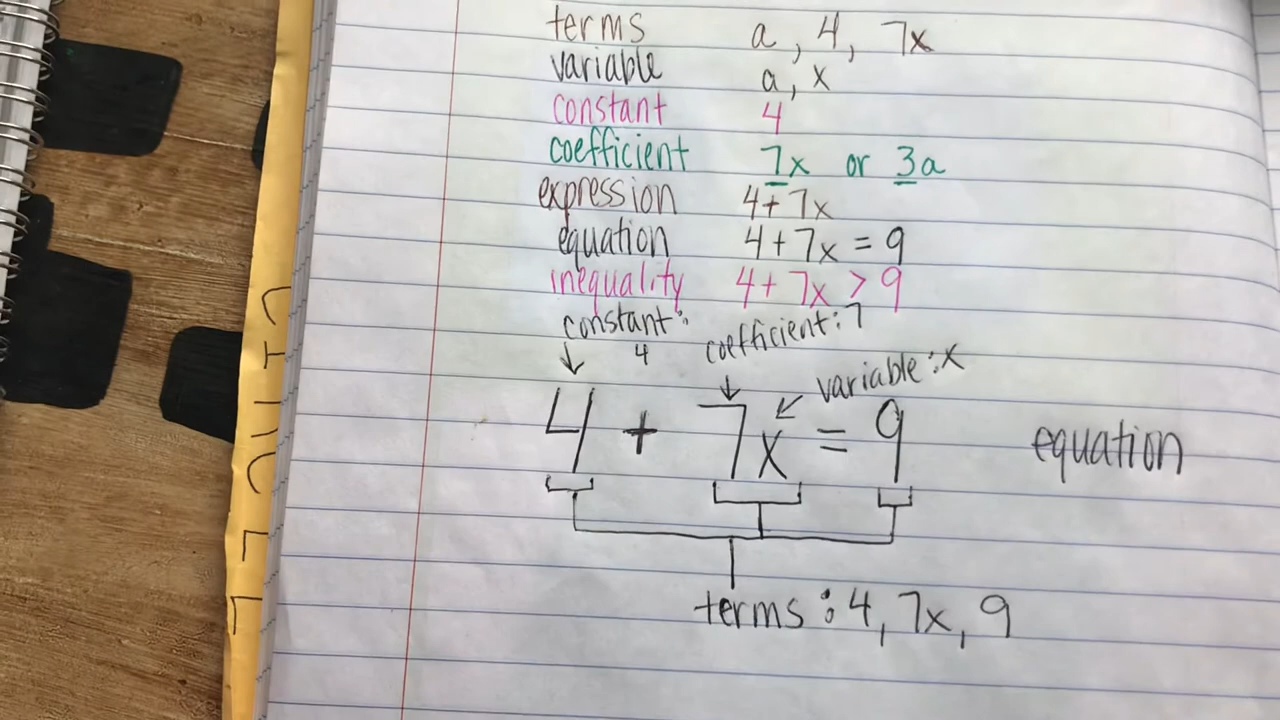 terms a, 4, 7x
variable a, x
constant 4
coefficient 7x or 3a
expression 4+7x
equation 4+7x = 9
inequality 4+7x > 9
constant: 4
coefficient: 7
variable: x
4 + 7x = 9 equation
terms: 4, 7x, 9